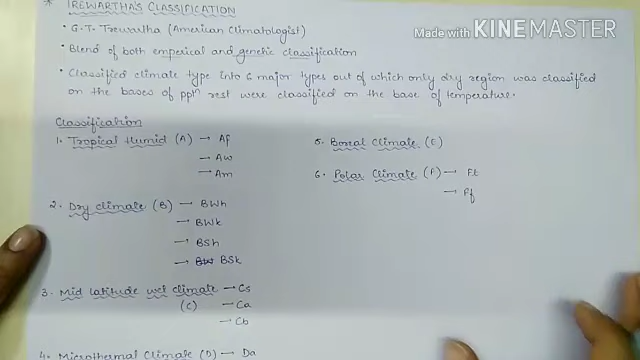 * TREWARTHA'S CLASSIFICATION
• G.T. Trewartha (American Climatologist)
• Blend of both emperical and genetic classification
• Classified climate type into 6 major types out of which only dry region was classified
on the bases of pptn rest were classified on the base of temperature.
Classification
1. Tropical Humid (A) → Af
→ Aw
→ Am
2. Dry climate (B) → BWh
→ BWk
→ BSh
→ BSk
3. Mid latitude wet climate → Cs
(C) → Ca
→ Cb
4. Microthermal Climate (D) → Da
5. Boreal Climate (E)
6. Polar Climate (F) → Ft
→ Ff
Made with KINEMASTER